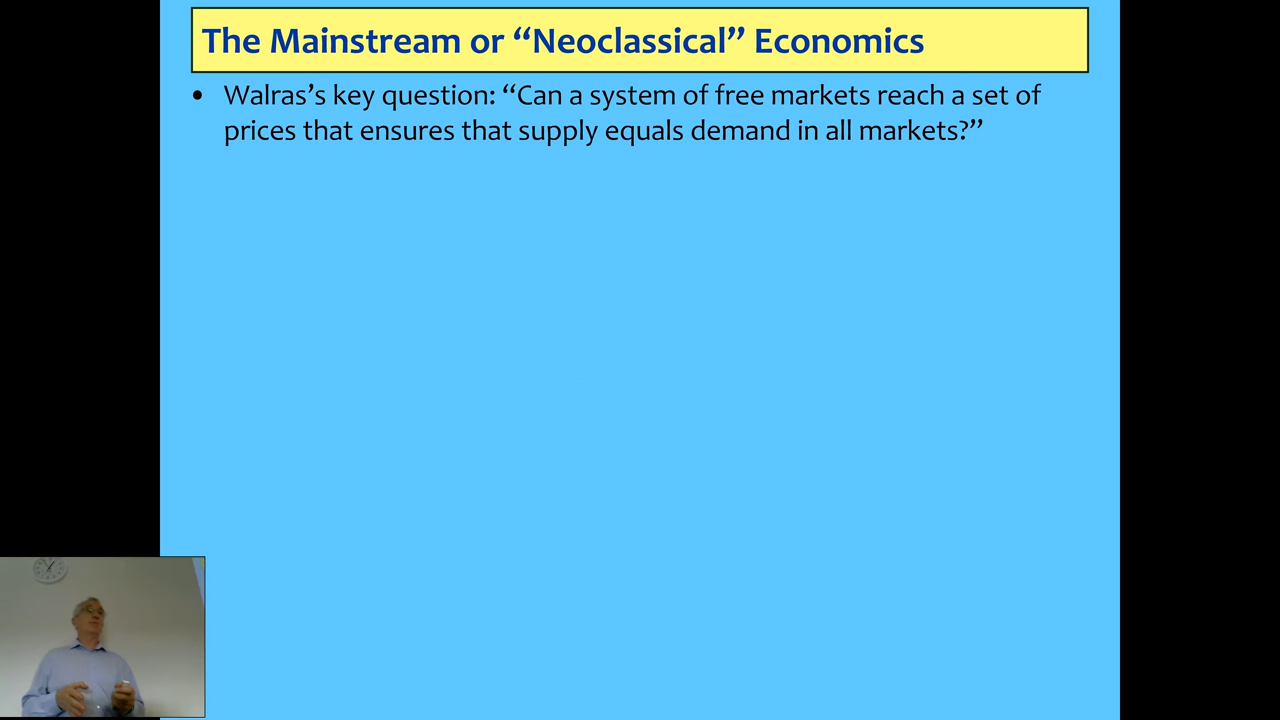 The Mainstream or “Neoclassical” Economics
• Walras’s key question: “Can a system of free markets reach a set of
prices that ensures that supply equals demand in all markets?”